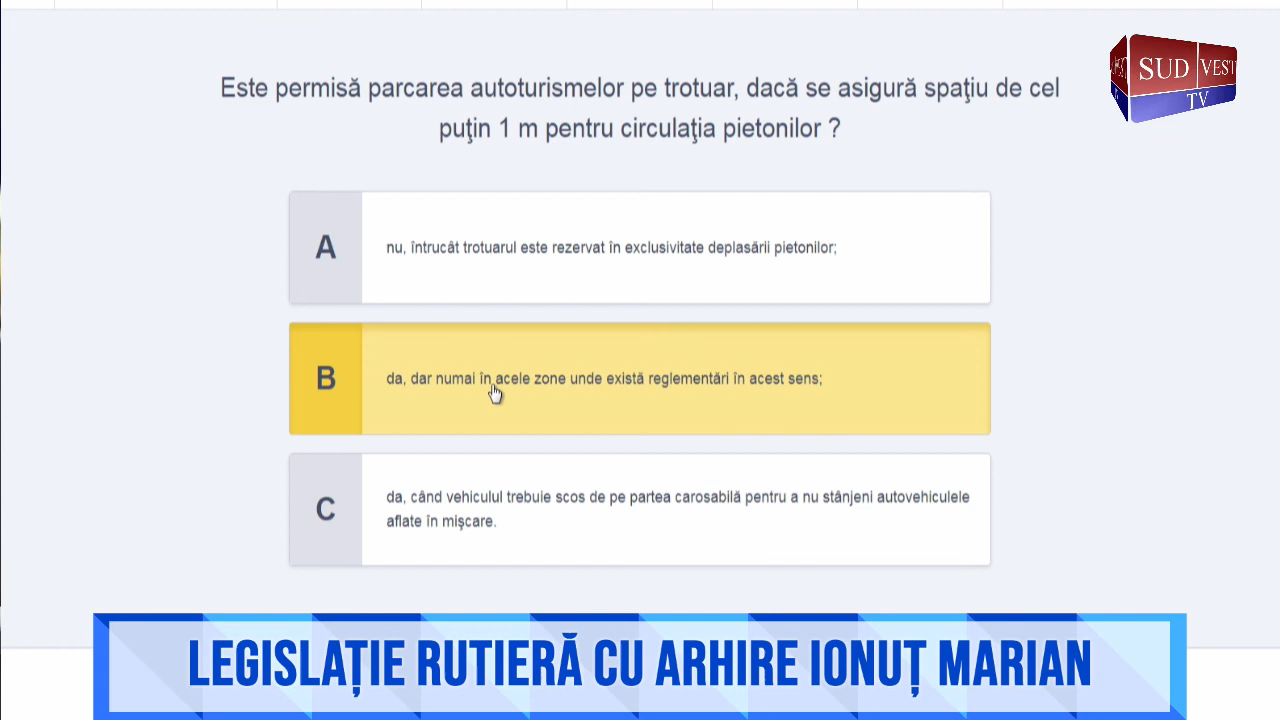 Este permisă parcarea autoturismelor pe trotuar, dacă se asigură spaţiu de cel
puţin 1 m pentru circulaţia pietonilor ?
SUD VEST
TV
A
nu, întrucât trotuarul este rezervat în exclusivitate deplasării pietonilor;
B
da, dar numai în acele zone unde există reglementări în acest sens;
C
da, când vehiculul trebuie scos de pe partea carosabilă pentru a nu stânjeni autovehiculele
aflate în mişcare.
LEGISLAȚIE RUTIERĂ CU ARHIRE IONUȚ MARIAN